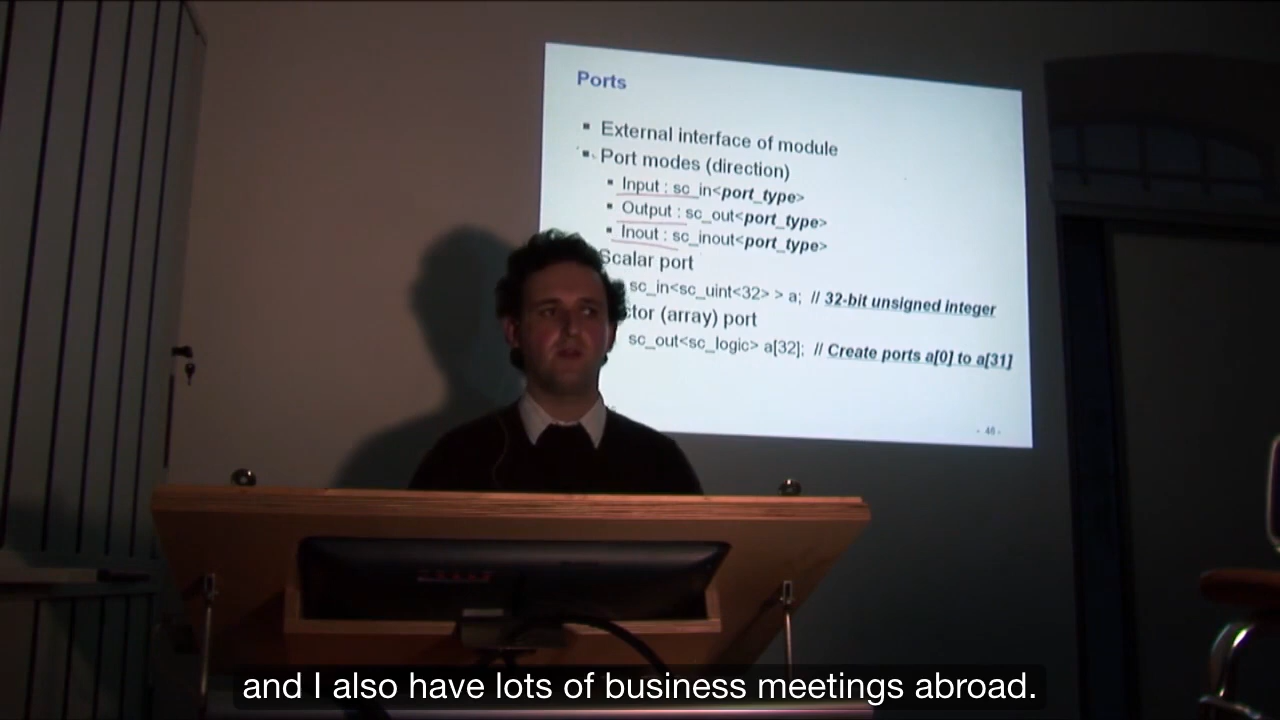 Ports
External interface of module
Port modes (direction)
Input : sc_in<port_type>
Output : sc_out<port_type>
Inout : sc_inout<port_type>
Scalar port
sc_in<sc_uint<32> > a; // 32-bit unsigned integer
(array) port
sc_out<sc_logic> a[32]; // Create ports a[0] to a[31]
- 46 -
and I also have lots of business meetings abroad.